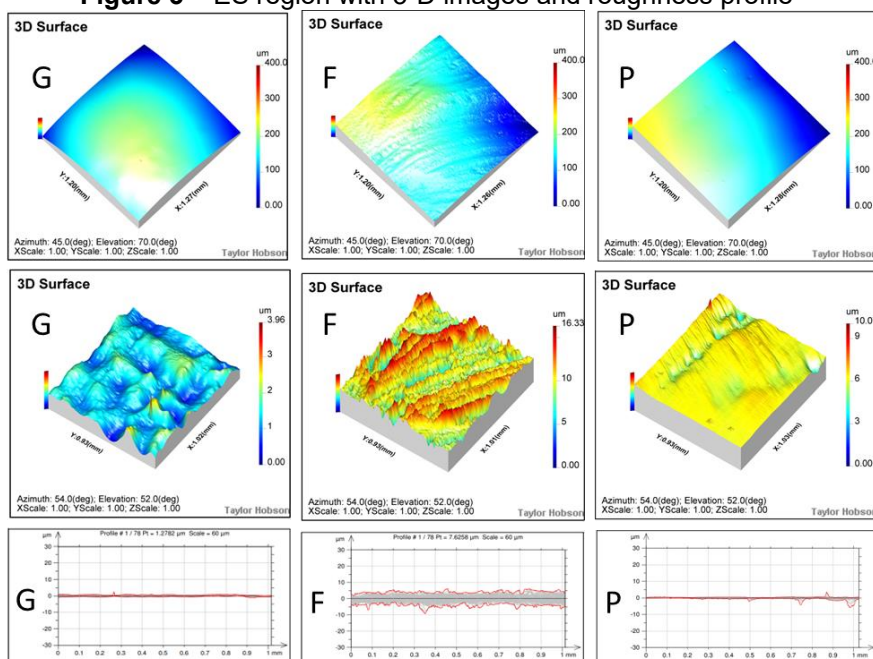 3D Surface
G
um
400.0
300
200
100
0.00
Y:1.20(mm)
X:1.27(mm)
Azimuth: 45.0(deg); Elevation: 70.0(deg)
XScale: 1.00; YScale: 1.00; ZScale: 1.00
Taylor Hobson
3D Surface
F
um
400.0
300
200
100
0.00
Y:1.20(mm)
X:1.26(mm)
Azimuth: 45.0(deg); Elevation: 70.0(deg)
XScale: 1.00; YScale: 1.00; ZScale: 1.00
Taylor Hobson
3D Surface
P
um
400.0
300
200
100
0.00
Y:1.20(mm)
X:1.28(mm)
Azimuth: 45.0(deg); Elevation: 70.0(deg)
XScale: 1.00; YScale: 1.00; ZScale: 1.00
Taylor Hobson
3D Surface
G
um
3.96
3
2
1
0.00
Y:0.93(mm)
X:1.02(mm)
Azimuth: 54.0(deg); Elevation: 52.0(deg)
XScale: 1.00; YScale: 1.00; ZScale: 1.00
Taylor Hobson
3D Surface
F
um
16.33
10
5
0.00
Y:0.93(mm)
X:1.01(mm)
Azimuth: 54.0(deg); Elevation: 52.0(deg)
XScale: 1.00; YScale: 1.00; ZScale: 1.00
Taylor Hobson
3D Surface
P
um
9
6
3
0.00
Y:0.93(mm)
X:1.03(mm)
Azimuth: 54.0(deg); Elevation: 52.0(deg)
XScale: 1.00; YScale: 1.00; ZScale: 1.00
Taylor Hobson
µm
Profile # 1 / 78 Pt = 1.2782 µm Scale = 60 µm
30
20
10
0
-10
-20
-30
G
0 0.1 0.2 0.3 0.4 0.5 0.6 0.7 0.8 0.9 1 mm
µm
Profile # 1 / 78 Pt = 7.6258 µm Scale = 60 µm
30
20
10
0
-10
-20
-30
F
0 0.1 0.2 0.3 0.4 0.5 0.6 0.7 0.8 0.9 1 mm
µm
30
20
10
0
-10
-20
-30
P
0 0.1 0.2 0.3 0.4 0.5 0.6 0.7 0.8 0.9 1 mm